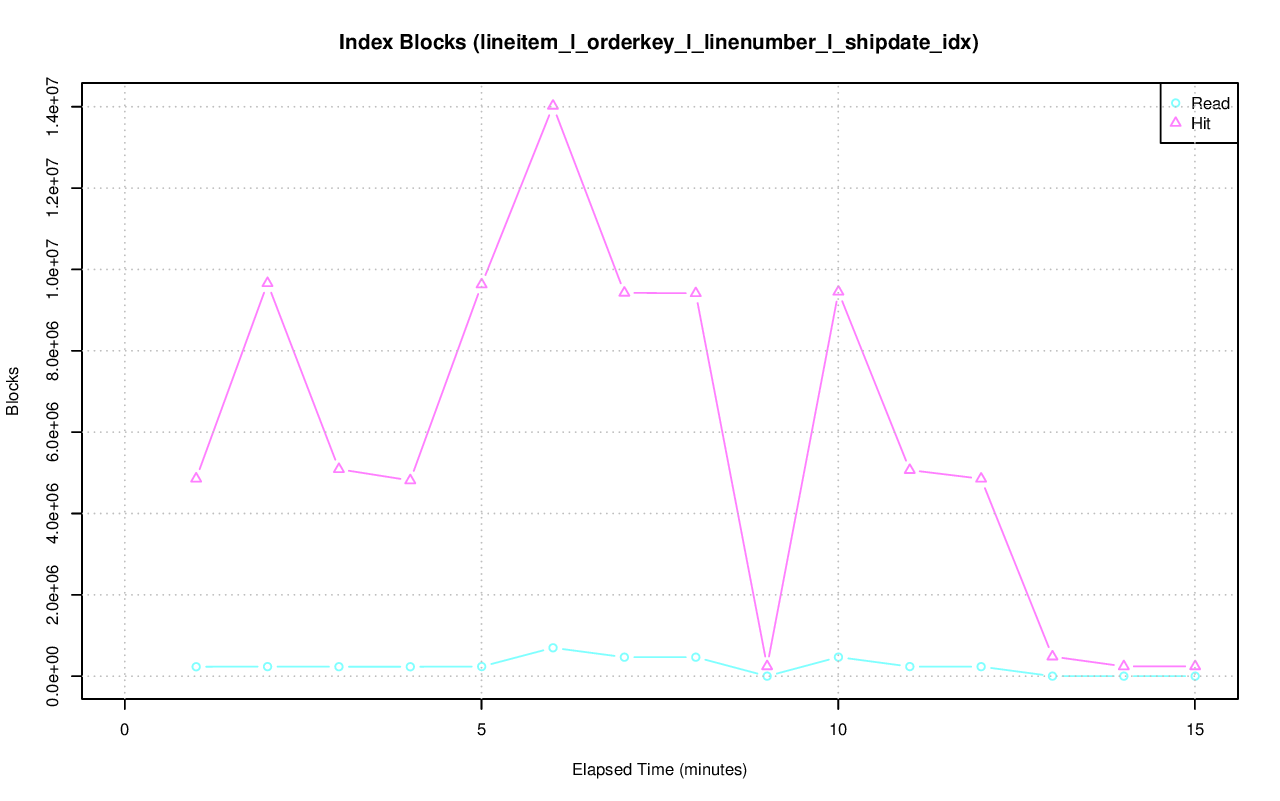 Index Blocks (lineitem_l_orderkey_l_linenumber_l_shipdate_idx)
Read
Hit
1.4e+07
1.2e+07
1.0e+07
8.0e+06
6.0e+06
4.0e+06
2.0e+06
0.0e+00
Blocks
0 5 10 15
Elapsed Time (minutes)